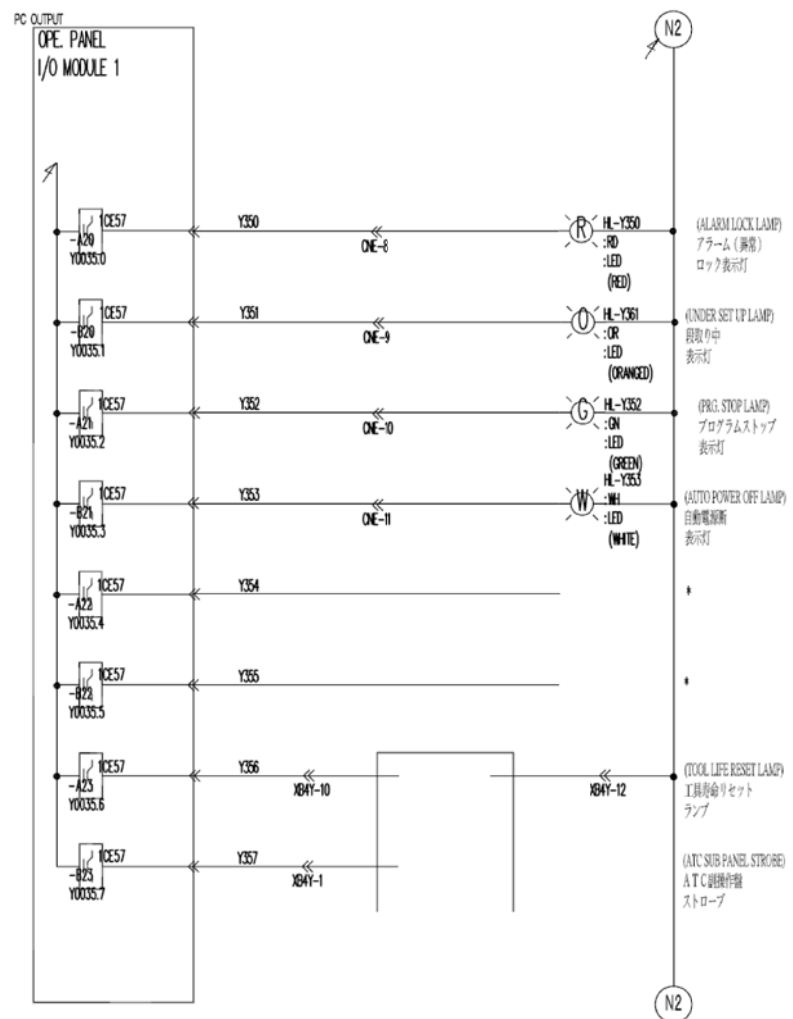 PC OUTPUT
OPE. PANEL
I/O MODULE 1
N2
1CE57
-A20
Y0035.0
Y350
CNE-8
R
HL-Y350
:RD
:LED
(RED)
(ALARM LOCK LAMP)
アラーム (異常)
ロック表示灯
1CE57
-B20
Y0035.1
Y351
CNE-9
O
HL-Y361
:OR
:LED
(ORANGED)
(UNDER SET UP LAMP)
段取り中
表示灯
1CE57
-A21
Y0035.2
Y352
CNE-10
G
HL-Y352
:GN
:LED
(GREEN)
(PRG. STOP LAMP)
プログラムストップ
表示灯
1CE57
-B21
Y0035.3
Y353
CNE-11
W
HL-Y353
:WH
:LED
(WHITE)
(AUTO POWER OFF LAMP)
自動電源断
表示灯
1CE57
-A22
Y0035.4
Y354
*
1CE57
-B22
Y0035.5
Y355
*
1CE57
-A23
Y0035.6
Y356
XB4Y-10
XB4Y-12
(TOOL LIFE RESET LAMP)
工具寿命リセット
ランプ
1CE57
-B23
Y0035.7
Y357
XB4Y-1
(ATC SUB PANEL STROBE)
ATC副操作盤
ストローブ
N2